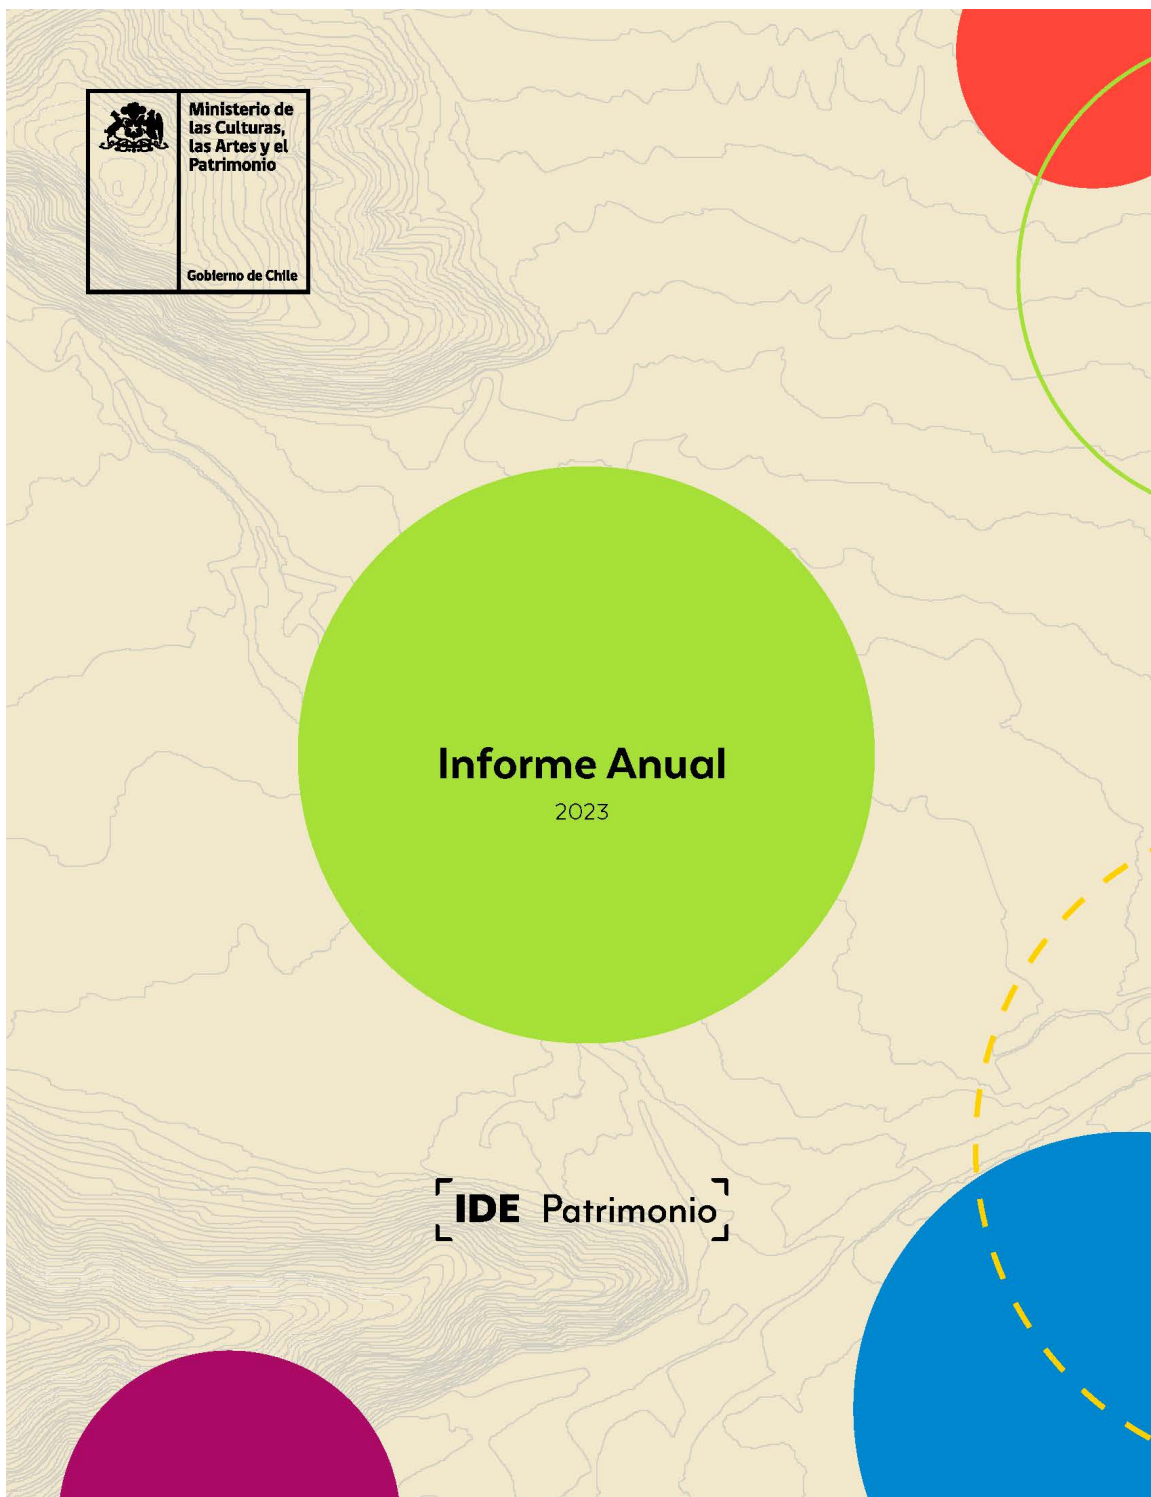 Ministerio de
las Culturas,
las Artes y el
Patrimonio
Gobierno de Chile
Informe Anual
2023
IDE Patrimonio